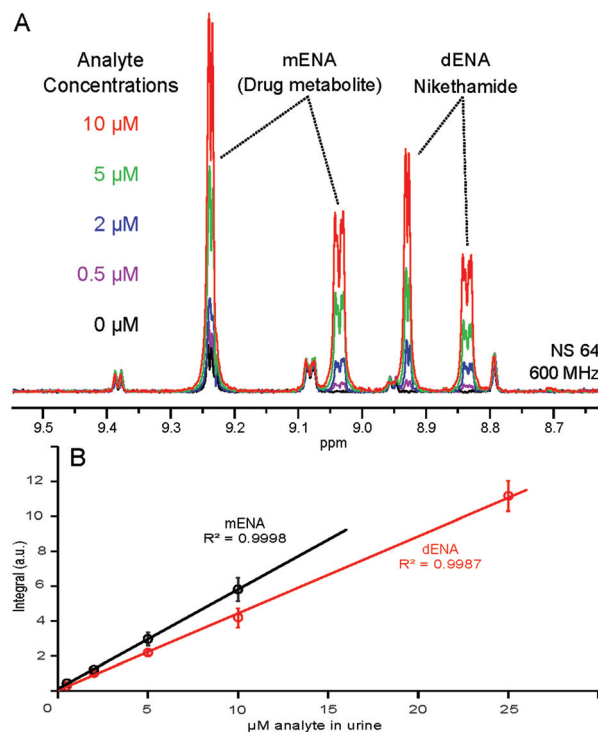 A
Analyte
Concentrations
10 µM
5 µM
2 µM
0.5 µM
0 µM
mENA
(Drug metabolite)
dENA
Nikethamide
NS 64
600 MHz
9.5 9.4 9.3 9.2 9.1 9.0 8.9 8.8 8.7
ppm
B
Integral (a.u.)
12
10
8
6
4
2
mENA
R² = 0.9998
dENA
R² = 0.9987
0 5 10 15 20 25
µM analyte in urine